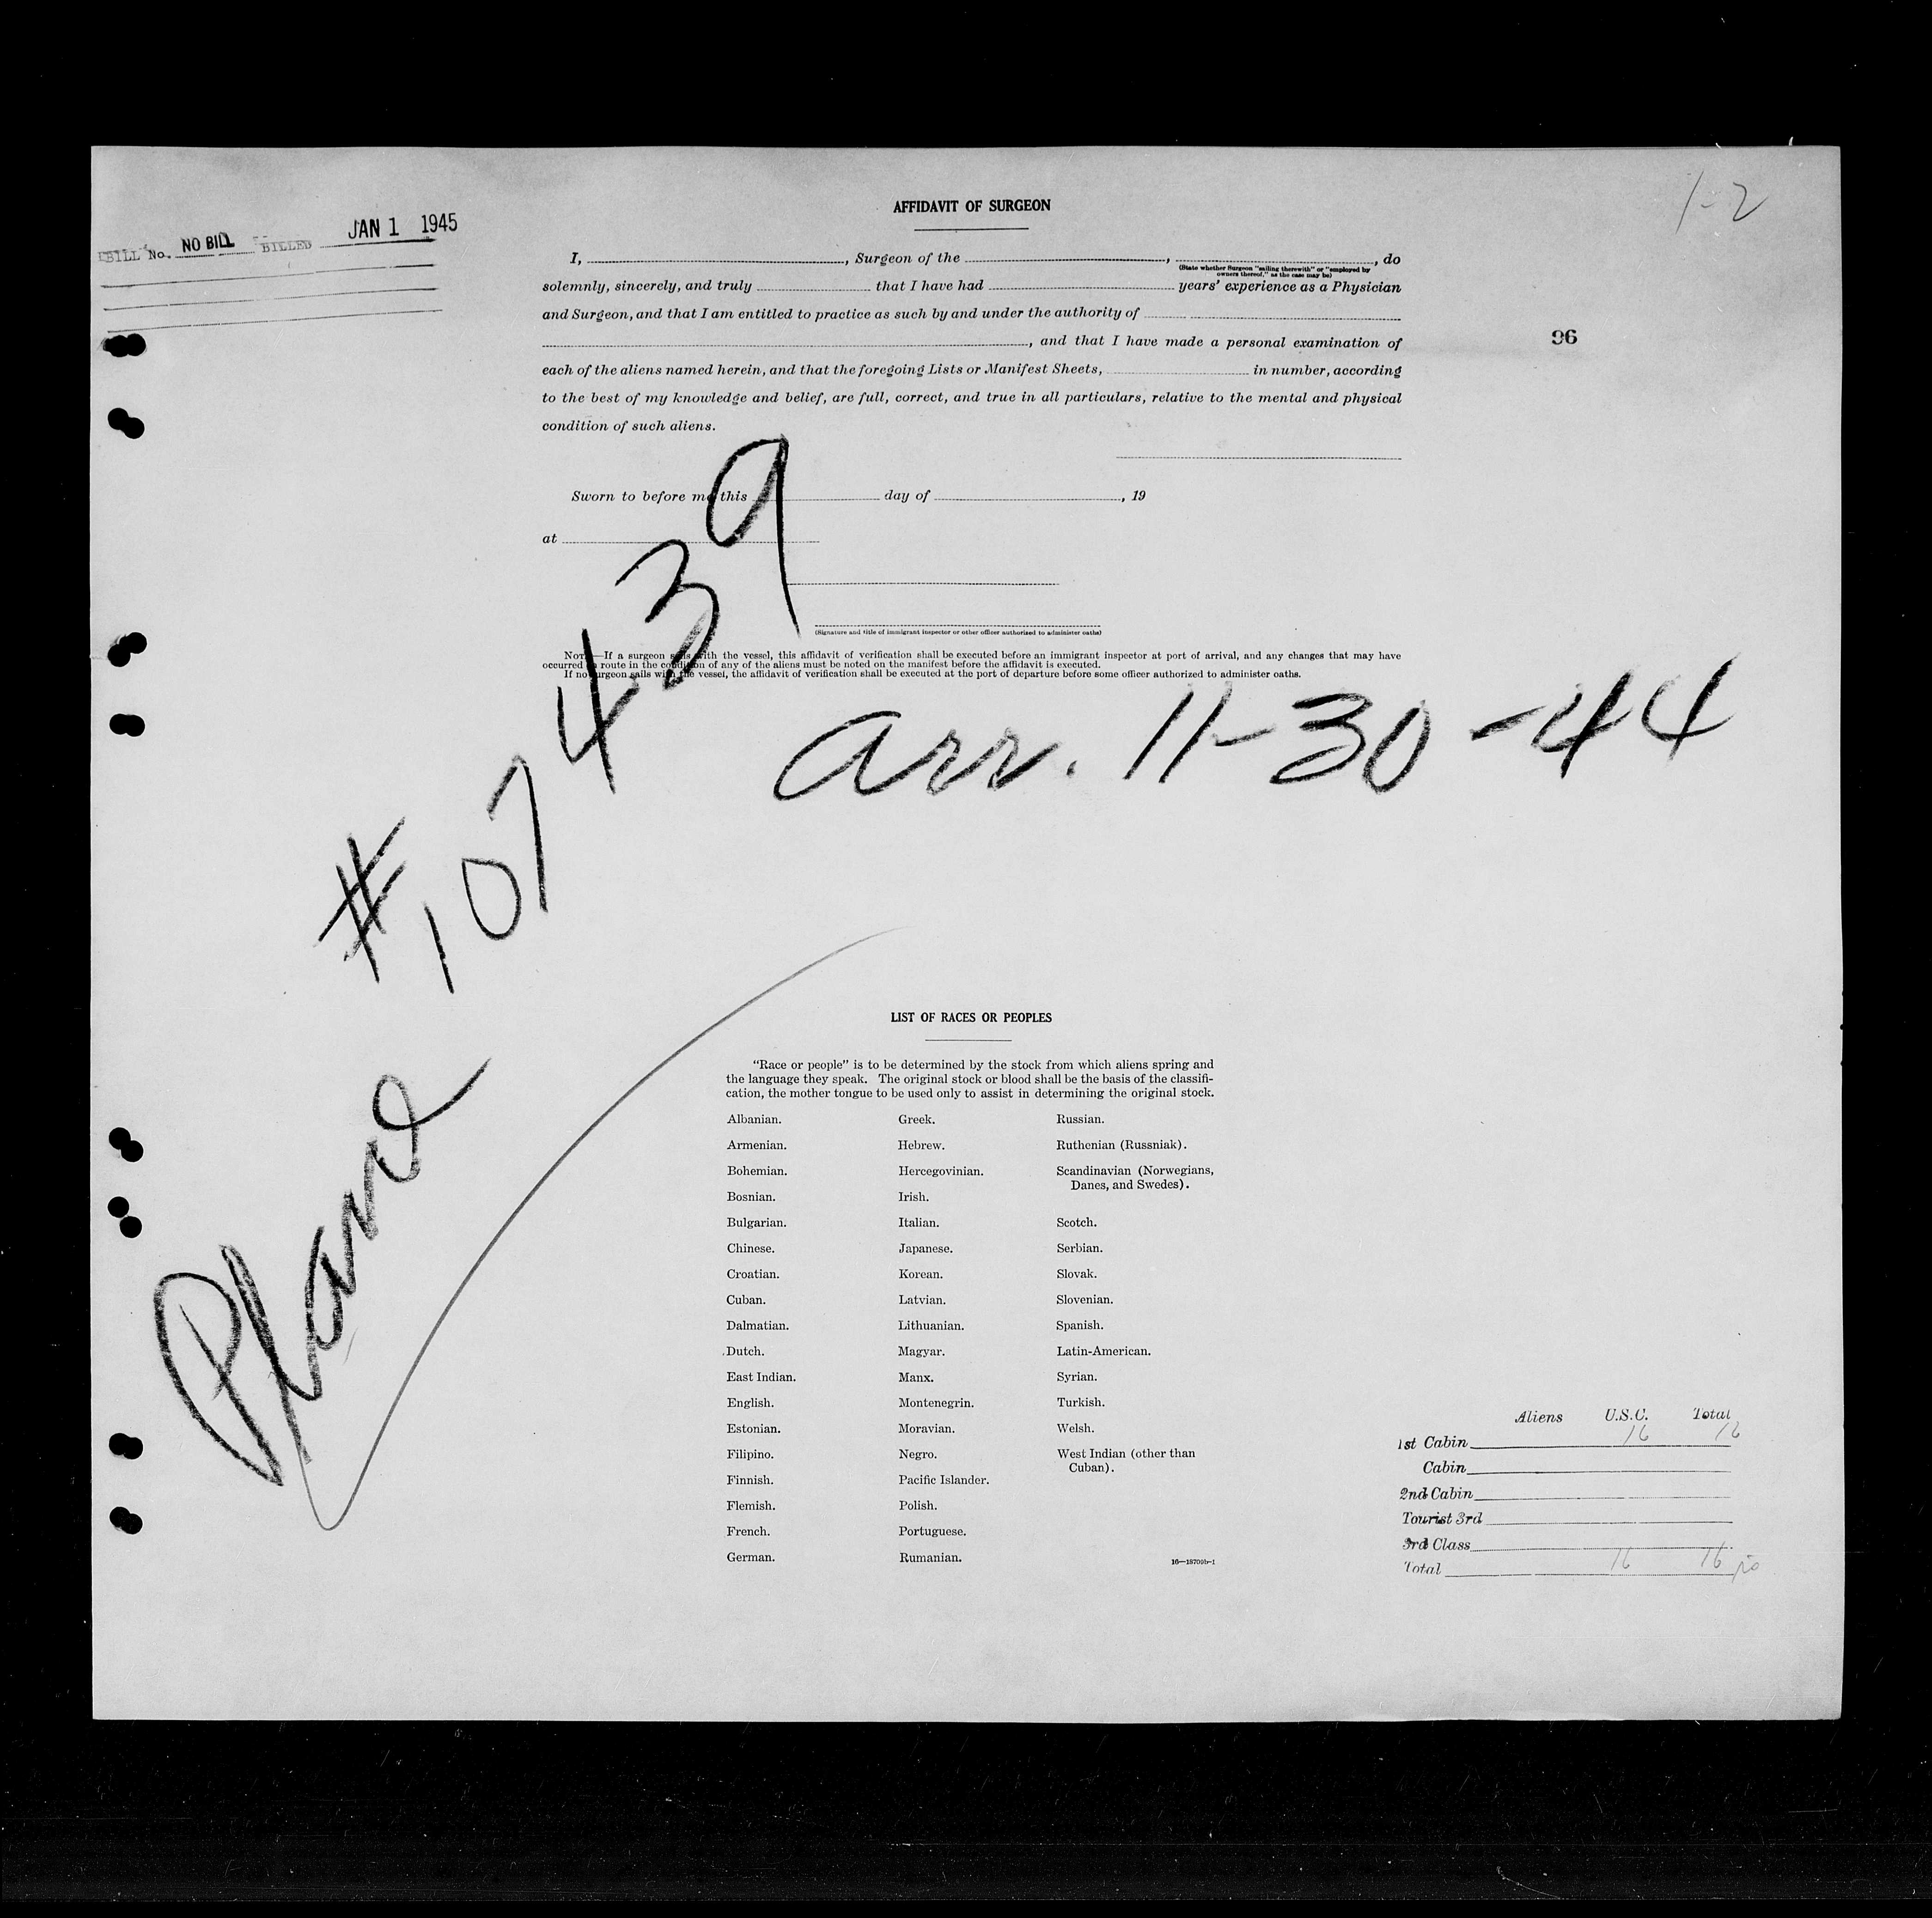 1-2
BILL No. NO BILL BILLED JAN 1 1945
AFFIDAVIT OF SURGEON
I, , Surgeon of the , , do
(State whether Surgeon "sailing therewith" or "employed by
owners thereof," as the case may be)
solemnly, sincerely, and truly that I have had years' experience as a Physician
and Surgeon, and that I am entitled to practice as such by and under the authority of
, and that I have made a personal examination of
96
each of the aliens named herein, and that the foregoing Lists or Manifest Sheets, in number, according
to the best of my knowledge and belief, are full, correct, and true in all particulars, relative to the mental and physical
condition of such aliens.
Sworn to before me this day of , 19
at
(Signature and title of immigrant inspector or other officer authorized to administer oaths)
NOTE.—If a surgeon sails with the vessel, this affidavit of verification shall be executed before an immigrant inspector at port of arrival, and any changes that may have
occurred en route in the condition of any of the aliens must be noted on the manifest before the affidavit is executed.
If no surgeon sails with the vessel, the affidavit of verification shall be executed at the port of departure before some officer authorized to administer oaths.
Plane # 107439
arr. 11-30-44
LIST OF RACES OR PEOPLES
"Race or people" is to be determined by the stock from which aliens spring and
the language they speak. The original stock or blood shall be the basis of the classifi-
cation, the mother tongue to be used only to assist in determining the original stock.
Albanian.
Armenian.
Bohemian.
Bosnian.
Bulgarian.
Chinese.
Croatian.
Cuban.
Dalmatian.
Dutch.
East Indian.
English.
Estonian.
Filipino.
Finnish.
Flemish.
French.
German.
Greek.
Hebrew.
Hercegovinian.
Irish.
Italian.
Japanese.
Korean.
Latvian.
Lithuanian.
Magyar.
Manx.
Montenegrin.
Moravian.
Negro.
Pacific Islander.
Polish.
Portuguese.
Rumanian.
Russian.
Ruthenian (Russniak).
Scandinavian (Norwegians,
Danes, and Swedes).
Scotch.
Serbian.
Slovak.
Slovenian.
Spanish.
Latin-American.
Syrian.
Turkish.
Welsh.
West Indian (other than
Cuban).
16—18709b-1
Aliens U.S.C. Total
1st Cabin 16 16
Cabin
2nd Cabin
Tourist 3rd
3rd Class
Total 16 16